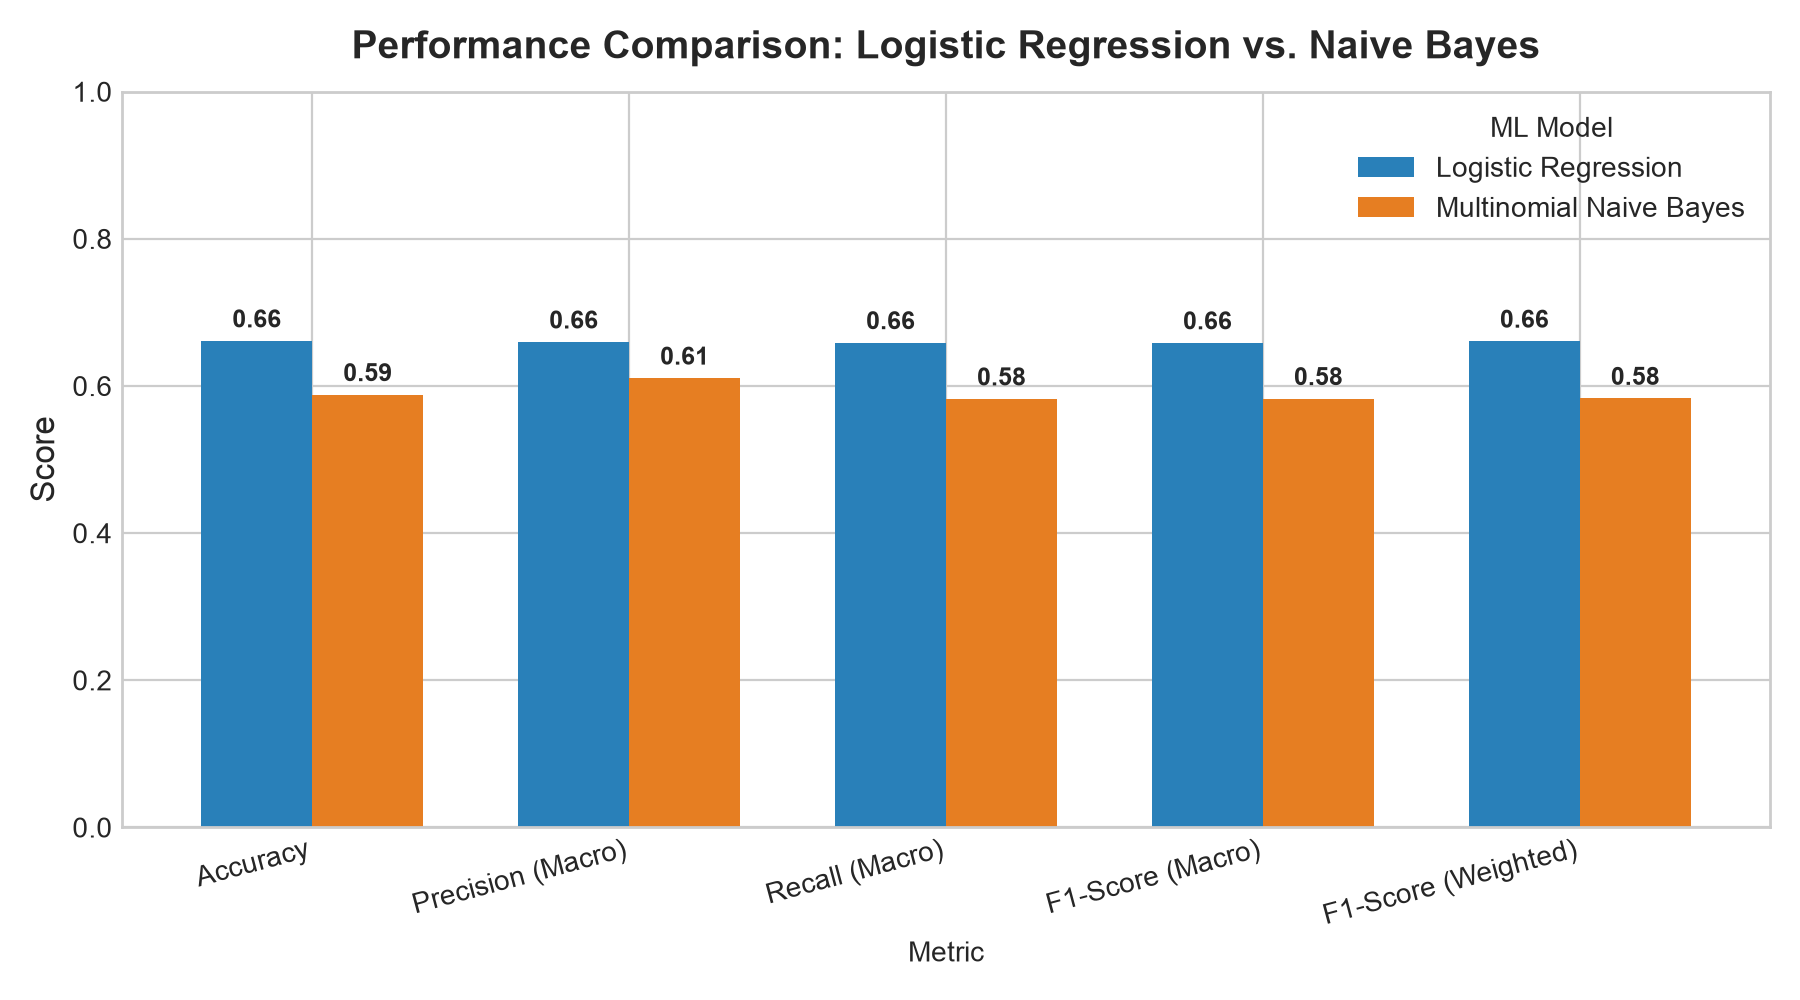 Performance Comparison: Logistic Regression vs. Naive Bayes
1.0
0.8
0.6
0.4
0.2
0.0
Score
ML Model
Logistic Regression
Multinomial Naive Bayes
0.66
0.59
0.66
0.61
0.66
0.58
0.66
0.58
0.66
0.58
Accuracy
Precision (Macro)
Recall (Macro)
F1-Score (Macro)
F1-Score (Weighted)
Metric